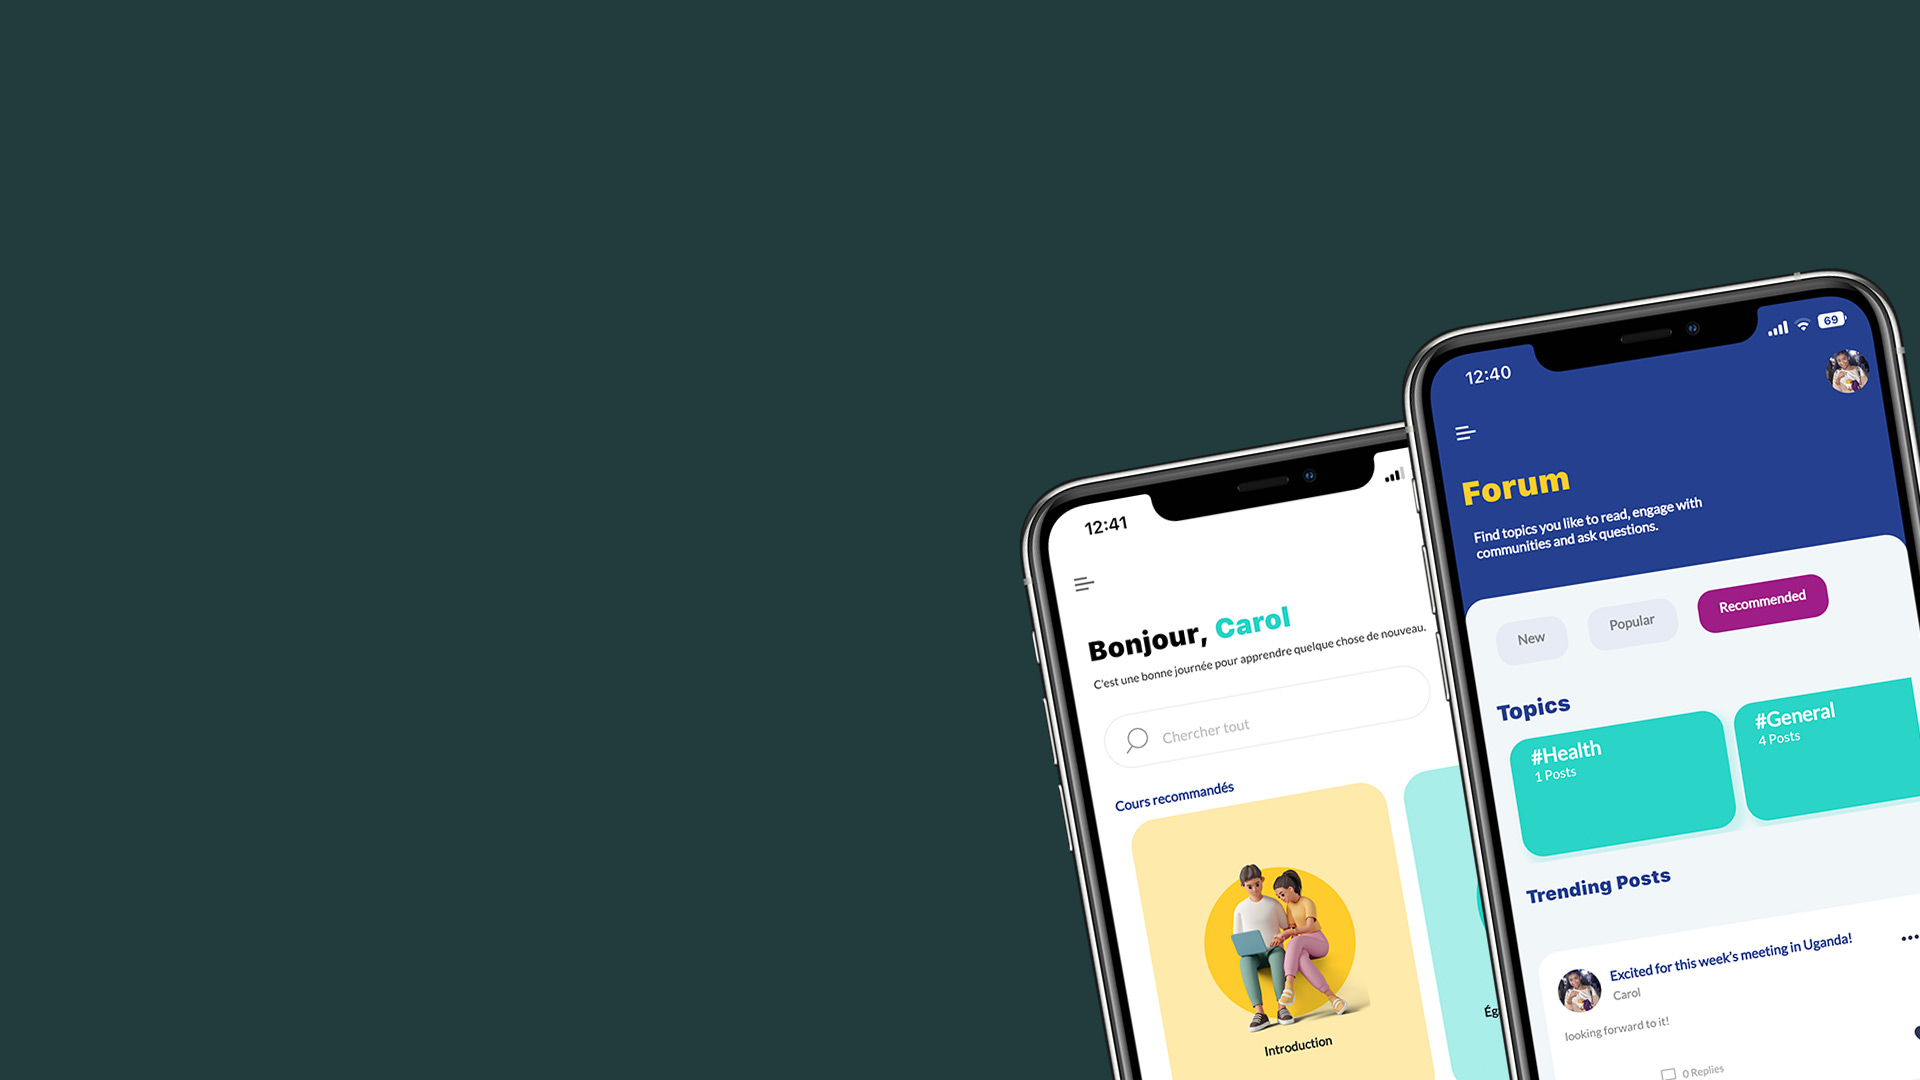 12:41
Bonjour, Carol
C'est une bonne journée pour apprendre quelque chose de nouveau.
Chercher tout
Cours recommandés
Introduction
12:40
69
Forum
Find topics you like to read, engage with
communities and ask questions.
New
Popular
Recommended
Topics
#Health
1 Posts
#General
4 Posts
Trending Posts
Excited for this week's meeting in Uganda!
Carol
looking forward to it!
0 Replies